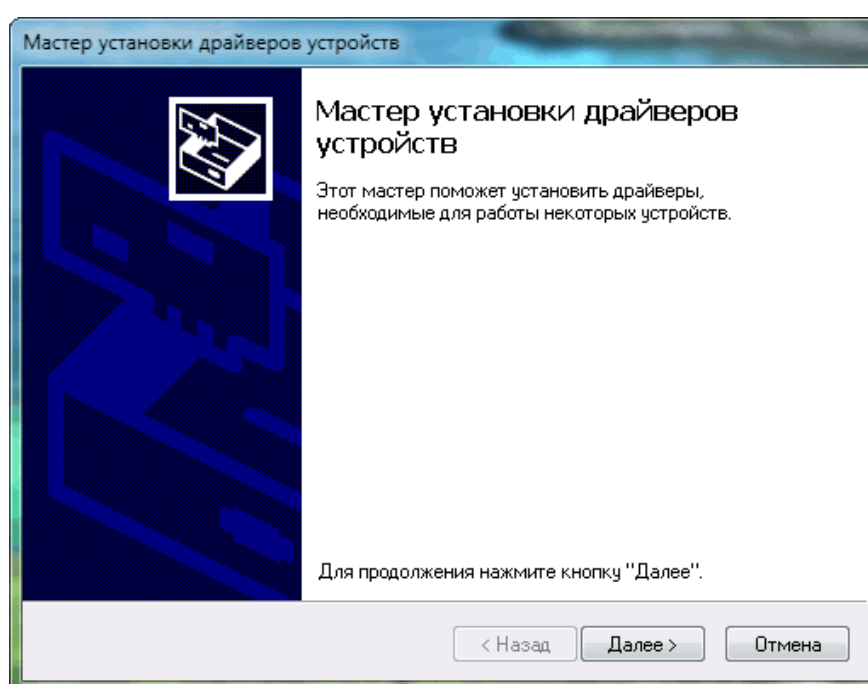 Мастер установки драйверов устройств
Мастер установки драйверов
устройств
Этот мастер поможет установить драйверы,
необходимые для работы некоторых устройств.
Для продолжения нажмите кнопку "Далее".
< Назад
Далее >
Отмена